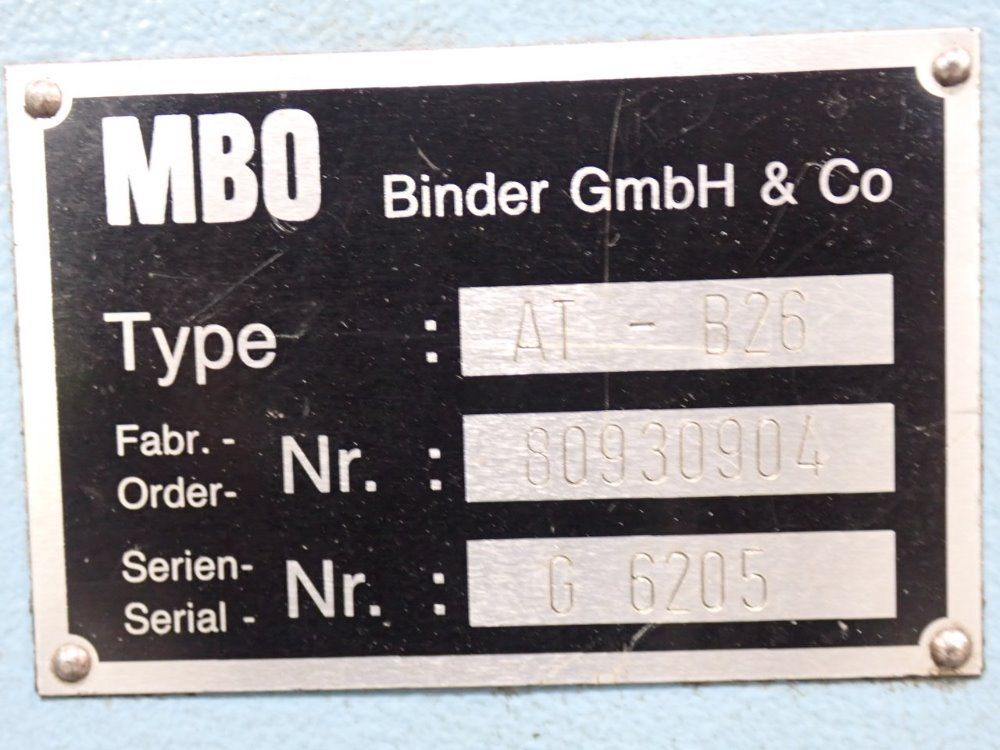 MBO Binder GmbH & Co
Type : AT - B26
Fabr. - Order- Nr. : 80930904
Serien- Serial - Nr. : G 6205